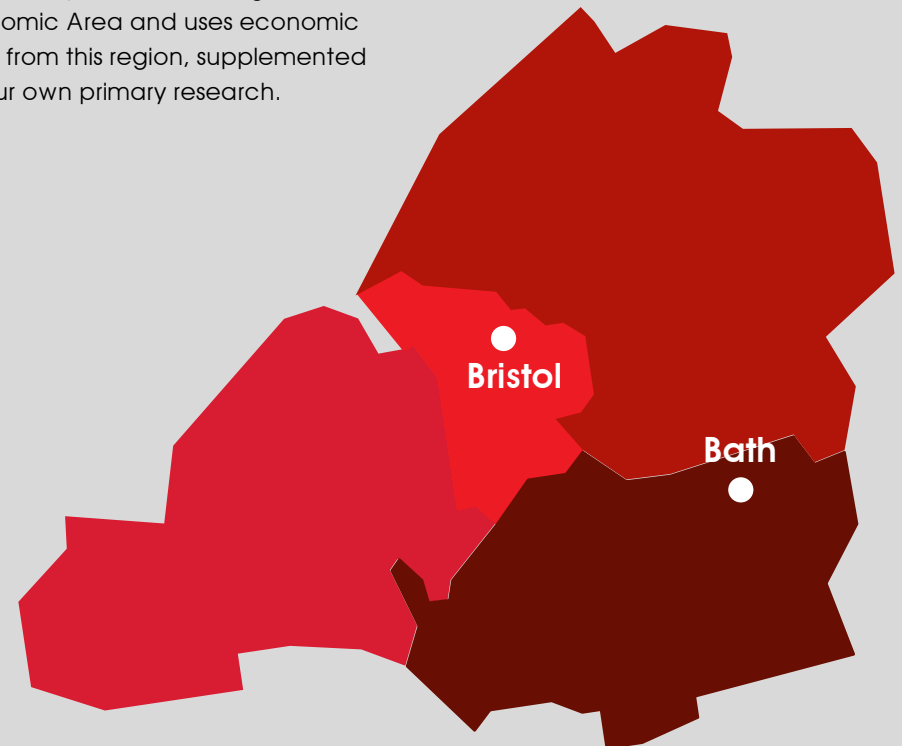 omic Area and uses economic
from this region, supplemented
ur own primary research.
Bristol
Bath